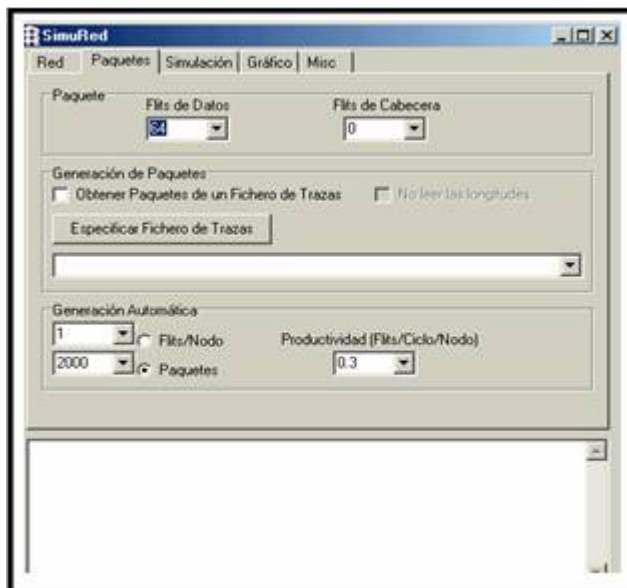 SimuRed
Red Paquetes Simulación Gráfico Misc
Paquete
Flits de Datos Flits de Cabecera
64 0
Generación de Paquetes
Obtener Paquetes de un Fichero de Trazas No leer las longitudes
Especificar Fichero de Trazas
Generación Automática
1 Flits/Nodo Productividad (Flits/Ciclo/Nodo)
2000 Paquetes 0.3